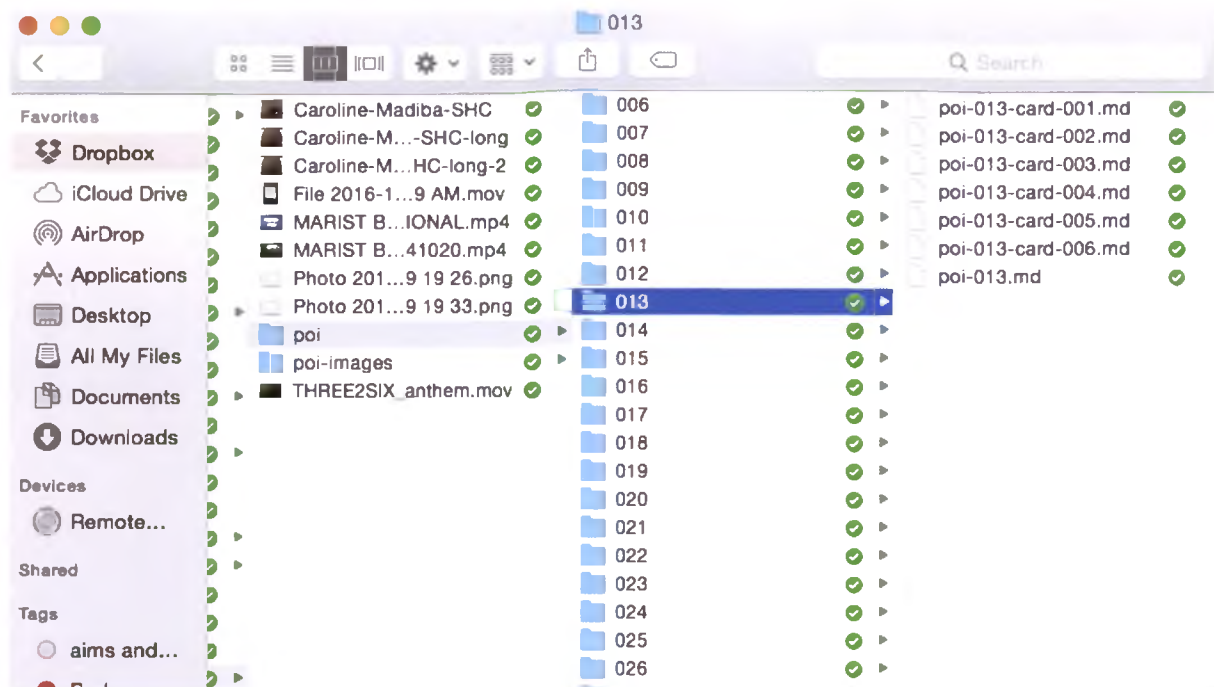 013
Search
Favorites
Dropbox
iCloud Drive
AirDrop
Applications
Desktop
All My Files
Documents
Downloads
Devices
Remote...
Shared
Tags
aims and...
Caroline-Madiba-SHC
Caroline-M...-SHC-long
Caroline-M...HC-long-2
File 2016-1...9 AM.mov
MARIST B...IONAL.mp4
MARIST B...41020.mp4
Photo 201...9 19 26.png
Photo 201...9 19 33.png
poi
poi-images
THREE2SIX_anthem.mov
006
007
008
009
010
011
012
013
014
015
016
017
018
019
020
021
022
023
024
025
026
poi-013-card-001.md
poi-013-card-002.md
poi-013-card-003.md
poi-013-card-004.md
poi-013-card-005.md
poi-013-card-006.md
poi-013.md